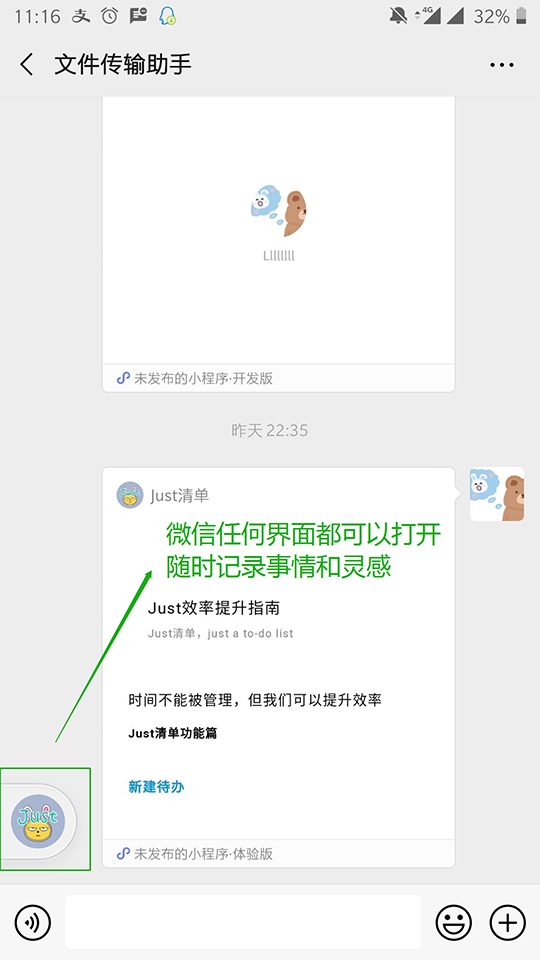 11:16
4G
32%
文件传输助手
Lllllllll
未发布的小程序·开发版
昨天 22:35
Just清单
微信任何界面都可以打开
随时记录事情和灵感
Just效率提升指南
Just清单，just a to-do list
时间不能被管理，但我们可以提升效率
Just清单功能篇
新建待办
Just
未发布的小程序·体验版